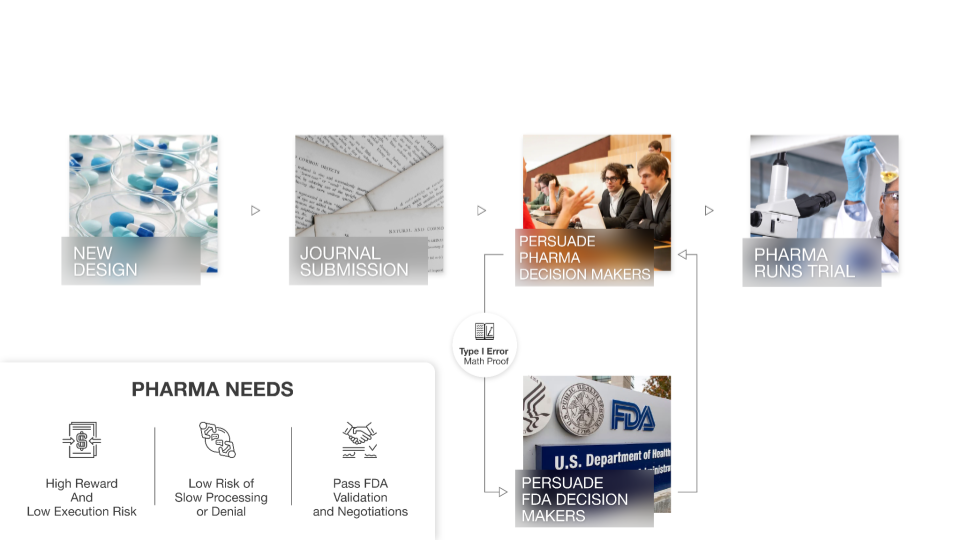 NEW
DESIGN
JOURNAL
SUBMISSION
PERSUADE
PHARMA
DECISION MAKERS
PHARMA
RUNS TRIAL
Type I Error
Math Proof
FDA
U.S. Department of Health
PERSUADE
FDA DECISION
MAKERS
PHARMA NEEDS
High Reward
And
Low Execution Risk
Low Risk of
Slow Processing
or Denial
Pass FDA
Validation
and Negotiations